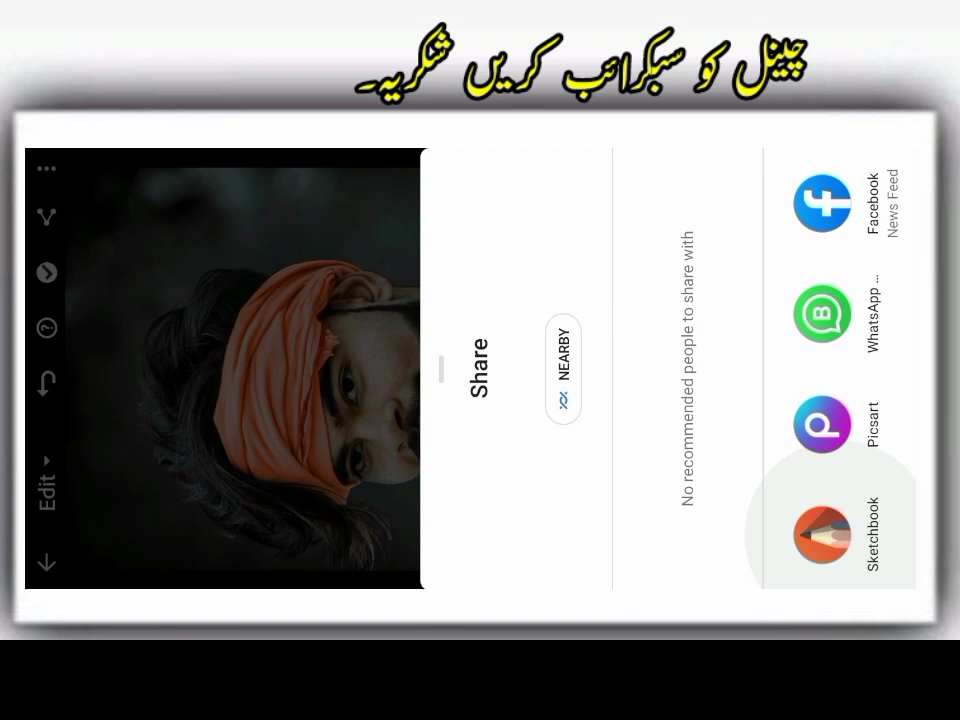 چینل کو سبکرائب کریں شکریہ۔
Edit
Share
NEARBY
No recommended people to share with
Facebook
News Feed
WhatsApp ...
Picsart
Sketchbook